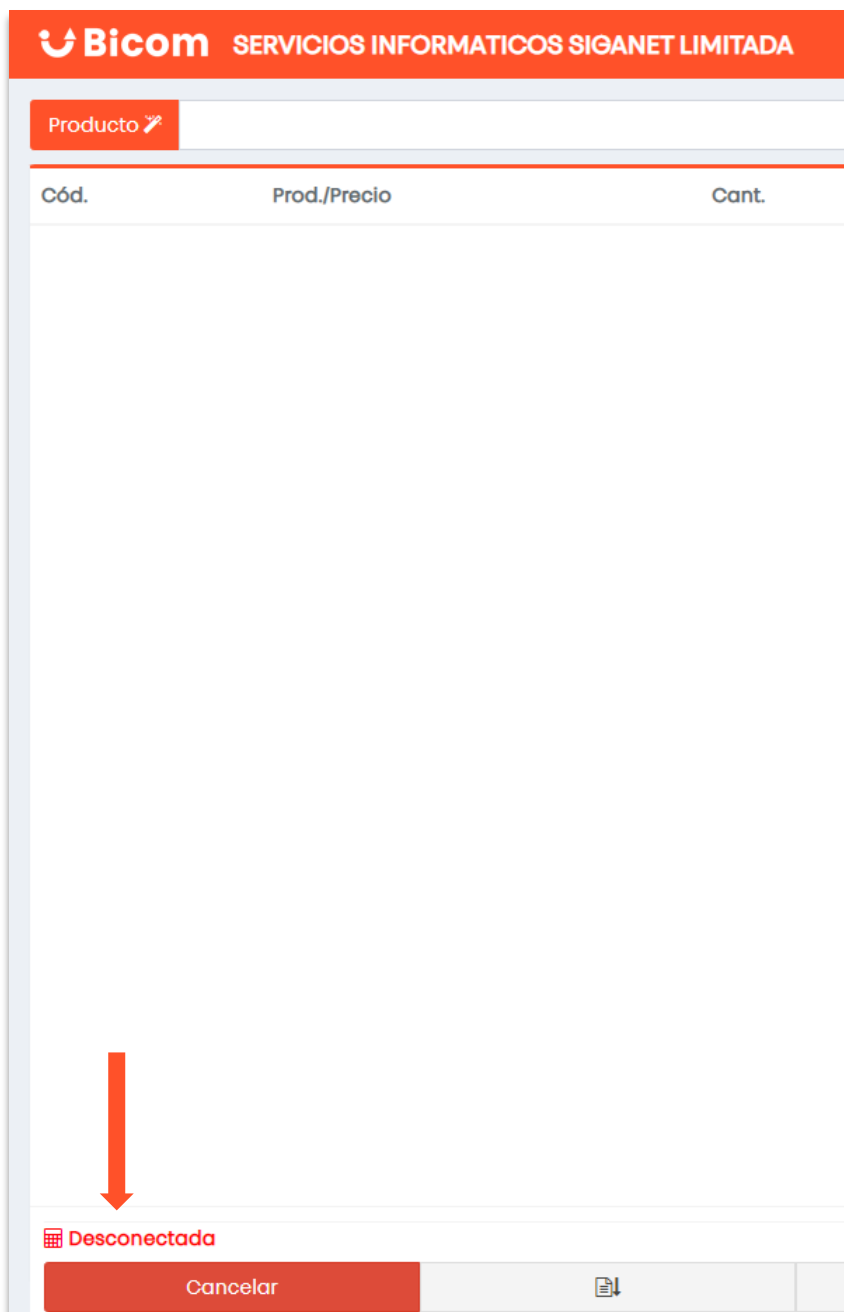 Bicom SERVICIOS INFORMATICOS SIGANET LIMITADA
Producto
Cód. Prod./Precio Cant.
Desconectada
Cancelar